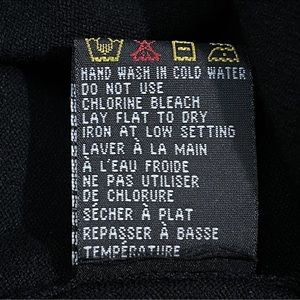 HAND WASH IN COLD WATER
DO NOT USE
CHLORINE BLEACH
LAY FLAT TO DRY
IRON AT LOW SETTING
LAVER À LA MAIN
À L'EAU FROIDE
NE PAS UTILISER
DE CHLORURE
SECHER À PLAT
REPASSER À BASSE
TEMPÉRATURE